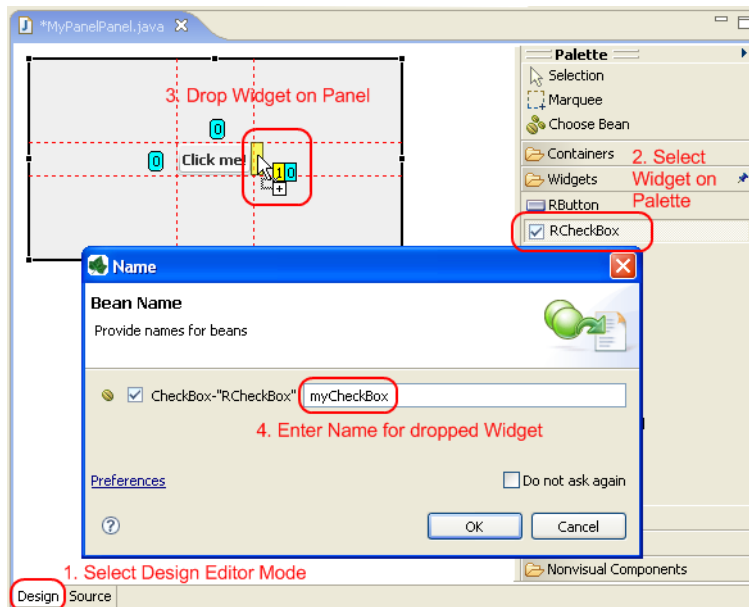 *MyPanelPanel.java
Palette
Selection
Marquee
Choose Bean
Containers
Widgets
RButton
RCheckBox
2. Select
Widget on
Palette
3. Drop Widget on Panel
0
0
Click me!
1 0
Name
Bean Name
Provide names for beans
CheckBox-"RCheckBox"
myCheckBox
4. Enter Name for dropped Widget
Preferences
Do not ask again
OK
Cancel
1. Select Design Editor Mode
Nonvisual Components
Design
Source